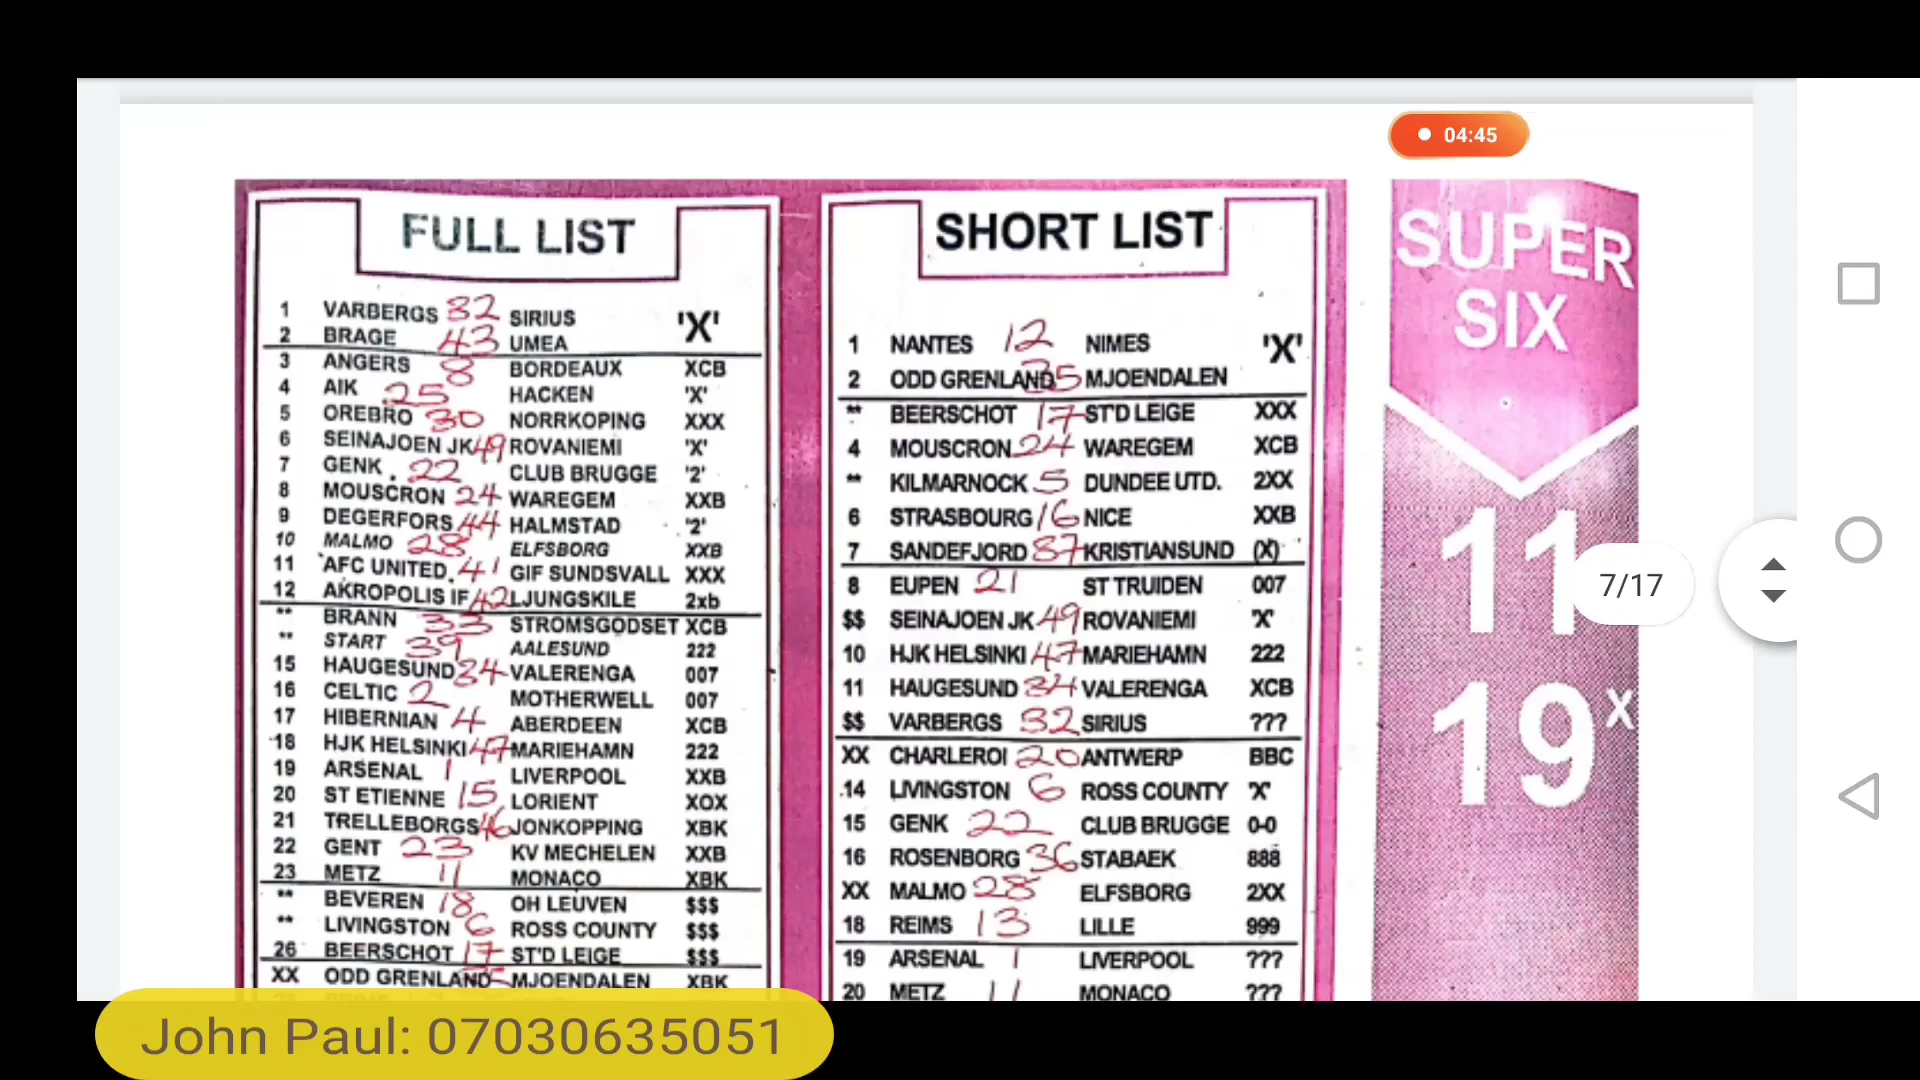 04:45
FULL LIST
1 VARBERGS 32 SIRIUS 'X'
2 BRAGE 43 UMEA
3 ANGERS 8 BORDEAUX XCB
4 AIK 25 HACKEN 'X'
5 OREBRO 30 NORRKOPING XXX
6 SEINAJOEN JK 49 ROVANIEMI 'X'
7 GENK 22 CLUB BRUGGE '2'
8 MOUSCRON 24 WAREGEM XXB
9 DEGERFORS 44 HALMSTAD '2'
10 MALMO 28 ELFSBORG XXB
11 AFC UNITED 41 GIF SUNDSVALL XXX
12 AKROPOLIS IF 42 LJUNGSKILE 2xb
** BRANN 33 STROMSGODSET XCB
** START 39 AALESUND 222
15 HAUGESUND 34 VALERENGA 007
16 CELTIC 2 MOTHERWELL 007
17 HIBERNIAN 4 ABERDEEN XCB
18 HJK HELSINKI 47 MARIEHAMN 222
19 ARSENAL 1 LIVERPOOL XXB
20 ST ETIENNE 15 LORIENT XOX
21 TRELLEBORGS 46 JONKOPPING XBK
22 GENT 23 KV MECHELEN XXB
23 METZ 11 MONACO XBK
** BEVEREN 18 OH LEUVEN $$$
** LIVINGSTON 6 ROSS COUNTY $$$
26 BEERSCHOT 17 ST'D LEIGE $$$
XX ODD GRENLAND MJOENDALEN XBK
SHORT LIST
1 NANTES 12 NIMES 'X'
2 ODD GRENLAND 35 MJOENDALEN
** BEERSCHOT 17 ST'D LEIGE XXX
4 MOUSCRON 24 WAREGEM XCB
** KILMARNOCK 5 DUNDEE UTD. 2XX
6 STRASBOURG 16 NICE XXB
7 SANDEFJORD 37 KRISTIANSUND (X)
8 EUPEN 21 ST TRUIDEN 007
$$ SEINAJOEN JK 49 ROVANIEMI 'X'
10 HJK HELSINKI 47 MARIEHAMN 222
11 HAUGESUND 34 VALERENGA XCB
$$ VARBERGS 32 SIRIUS ???
XX CHARLEROI 20 ANTWERP BBC
14 LIVINGSTON 6 ROSS COUNTY 'X'
15 GENK 22 CLUB BRUGGE 0-0
16 ROSENBORG 36 STABAEK 888
XX MALMO 28 ELFSBORG 2XX
18 REIMS 13 LILLE 999
19 ARSENAL 1 LIVERPOOL ???
20 METZ 11 MONACO ???
SUPER
SIX
11
19 X
7/17
John Paul: 07030635051